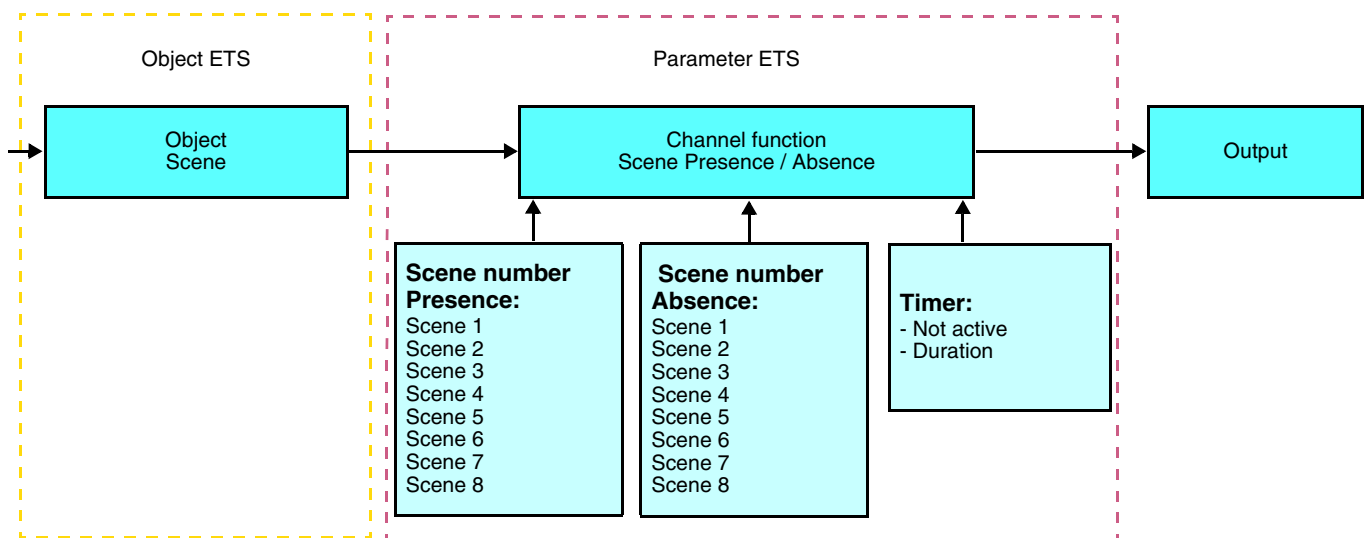 Object ETS
Parameter ETS
Object
Scene
Channel function
Scene Presence / Absence
Output
Scene number
Presence:
Scene 1
Scene 2
Scene 3
Scene 4
Scene 5
Scene 6
Scene 7
Scene 8
Scene number
Absence:
Scene 1
Scene 2
Scene 3
Scene 4
Scene 5
Scene 6
Scene 7
Scene 8
Timer:
- Not active
- Duration